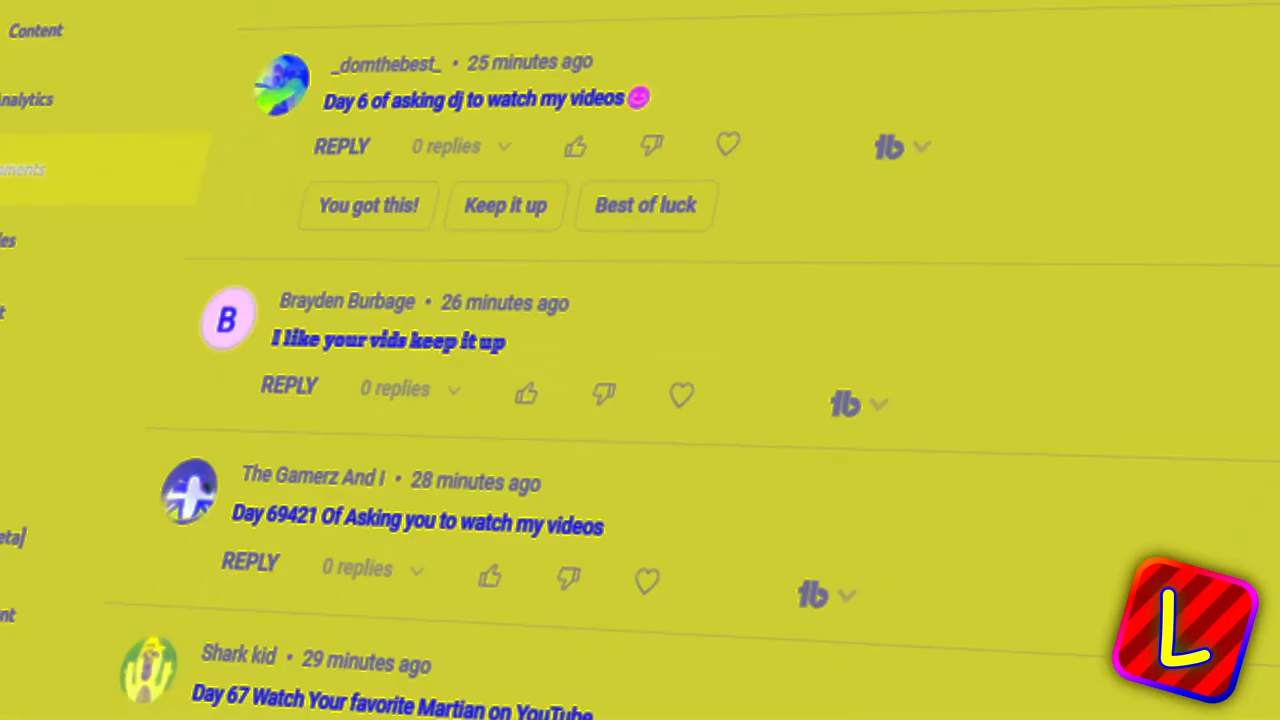 Content
_domthebest_ • 25 minutes ago
Day 6 of asking dj to watch my videos
Analytics
REPLY 0 replies
You got this! Keep it up Best of luck
Brayden Burbage • 26 minutes ago
B
I like your vids keep it up
REPLY 0 replies
The Gamerz And I • 28 minutes ago
Day 69421 Of Asking you to watch my videos
REPLY 0 replies
Shark kid • 29 minutes ago
Day 67 Watch Your favorite Martian on YouTube
L